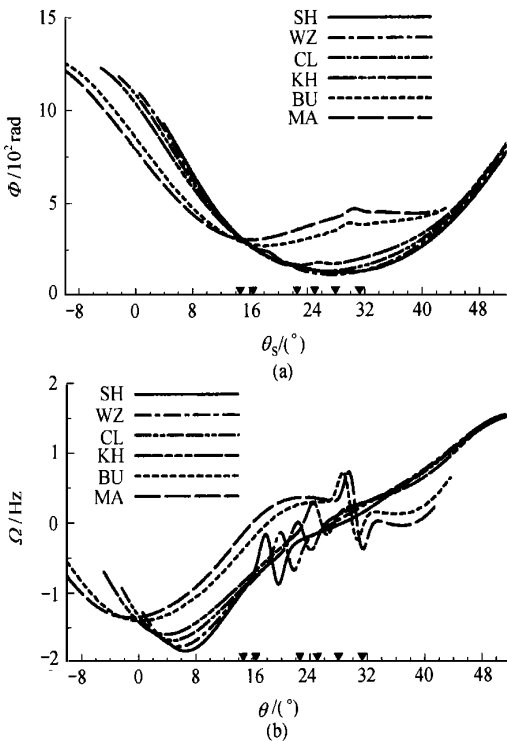 15
10
5
0
Φ/10² rad
SH
WZ
CL
KH
BU
MA
-8 0 8 16 24 32 40 48
θs/(°)
(a)
2
1
0
-1
-2
Ω/Hz
SH
WZ
CL
KH
BU
MA
-8 0 8 16 24 32 40 48
θ/(°)
(b)